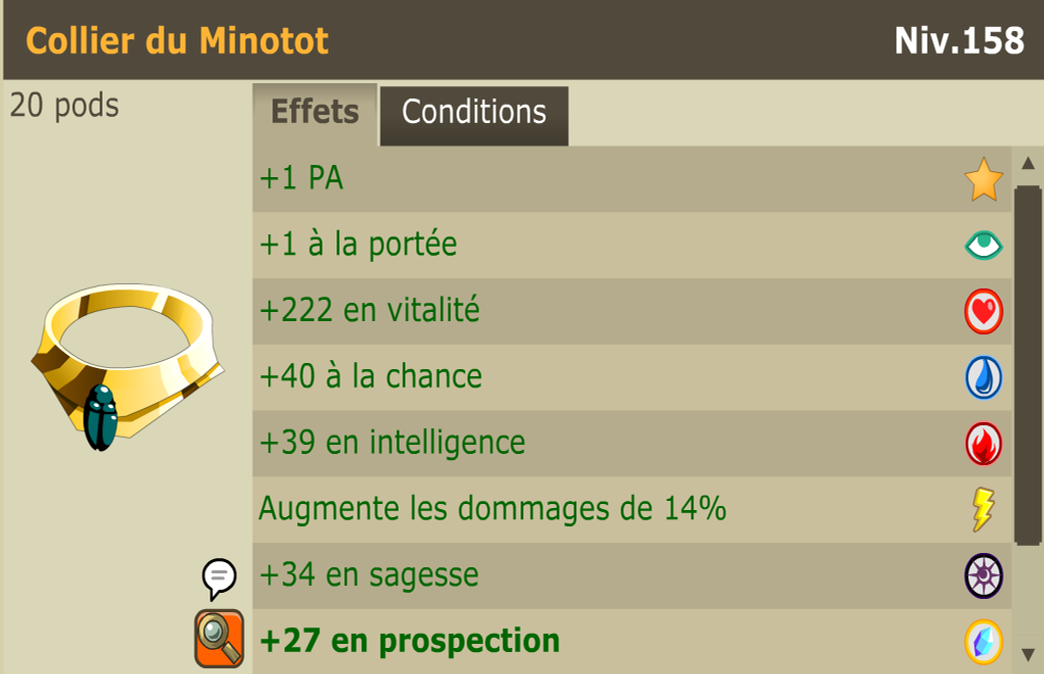 Collier du Minotot
Niv.158
20 pods
Effets
Conditions
+1 PA
+1 à la portée
+222 en vitalité
+40 à la chance
+39 en intelligence
Augmente les dommages de 14%
+34 en sagesse
+27 en prospection